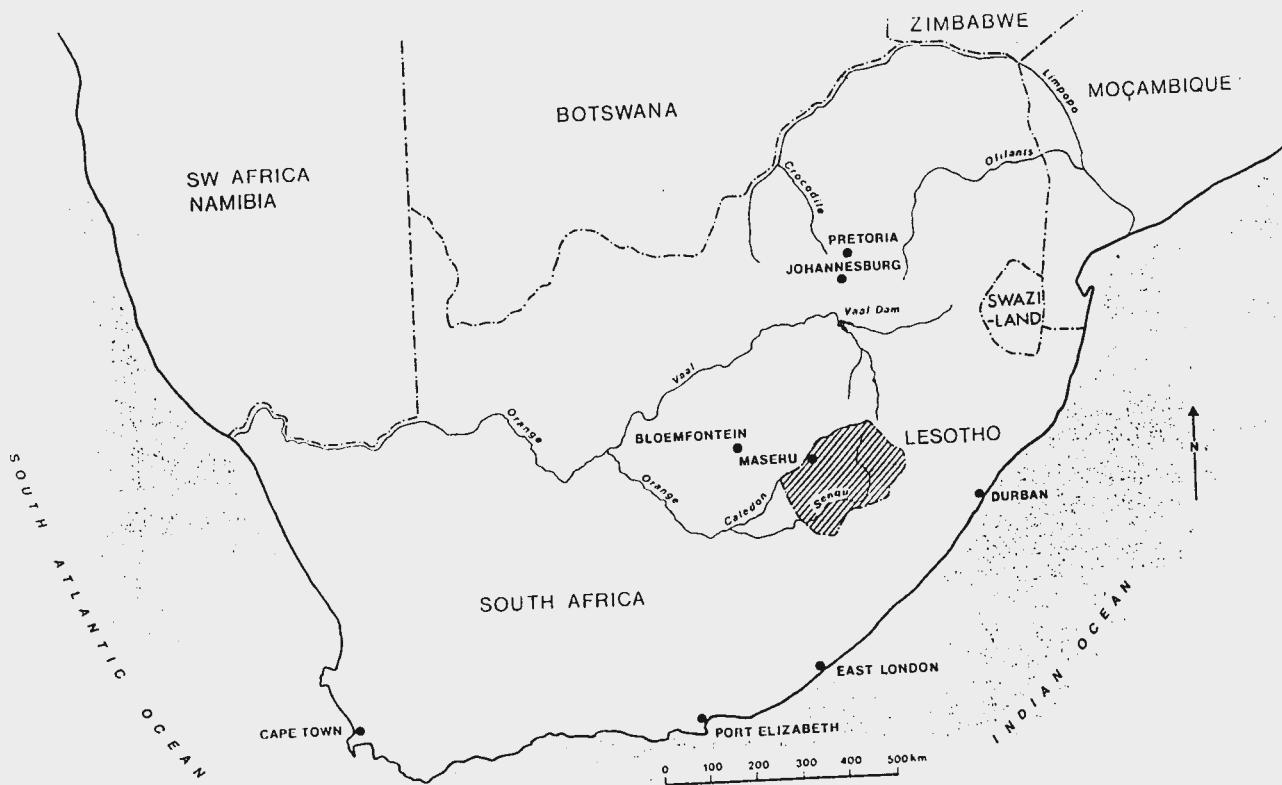 ZIMBABWE
MOÇAMBIQUE
Limpopo
BOTSWANA
SW AFRICA
NAMIBIA
Crocodile
Olifants
PRETORIA
JOHANNESBURG
SWAZI
-LAND
Vaal Dam
Vaal
Orange
BLOEMFONTEIN
LESOTHO
MASERU
N
Orange
Caledon
Senqu
DURBAN
SOUTH ATLANTIC OCEAN
SOUTH AFRICA
EAST LONDON
INDIAN OCEAN
CAPE TOWN
PORT ELIZABETH
0 100 200 300 400 500 km